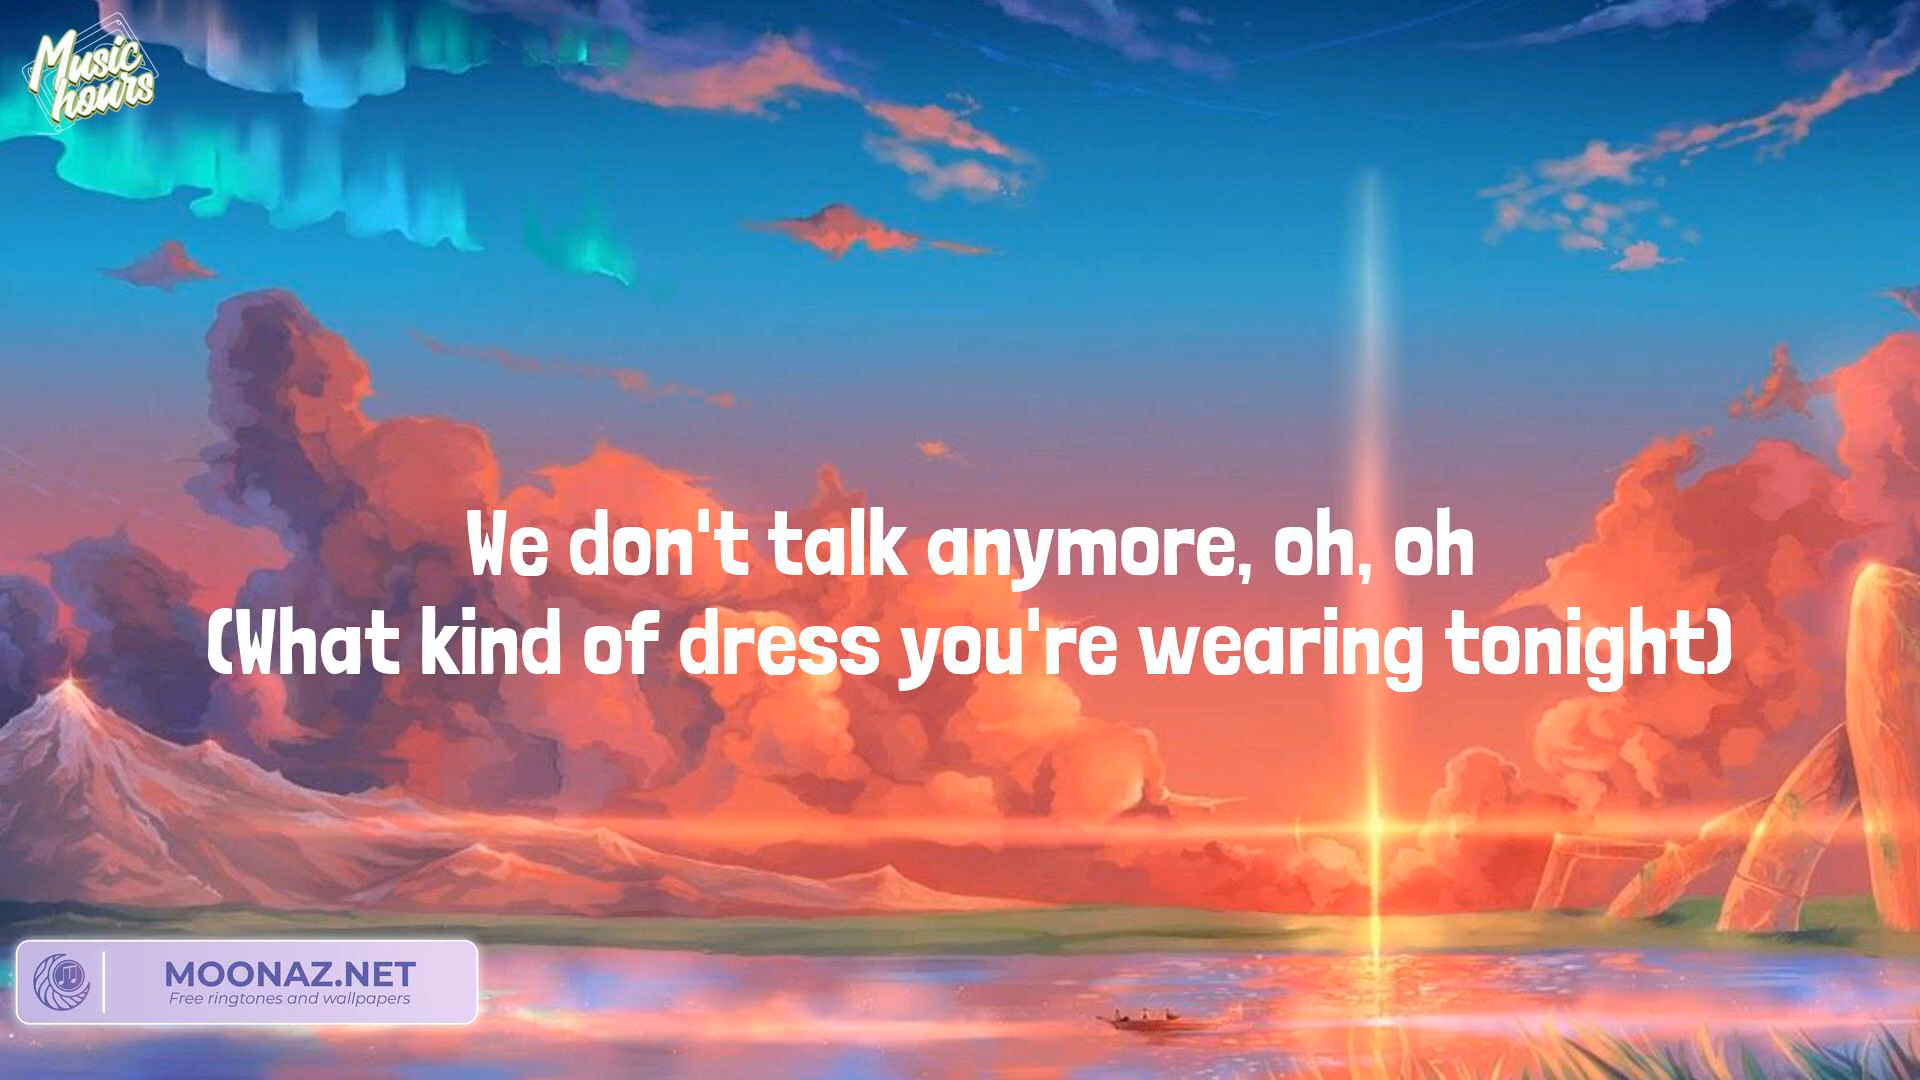 Music
hours
We don't talk anymore, oh, oh
(What kind of dress you're wearing tonight)
MOONAZ.NET
Free ringtones and wallpapers